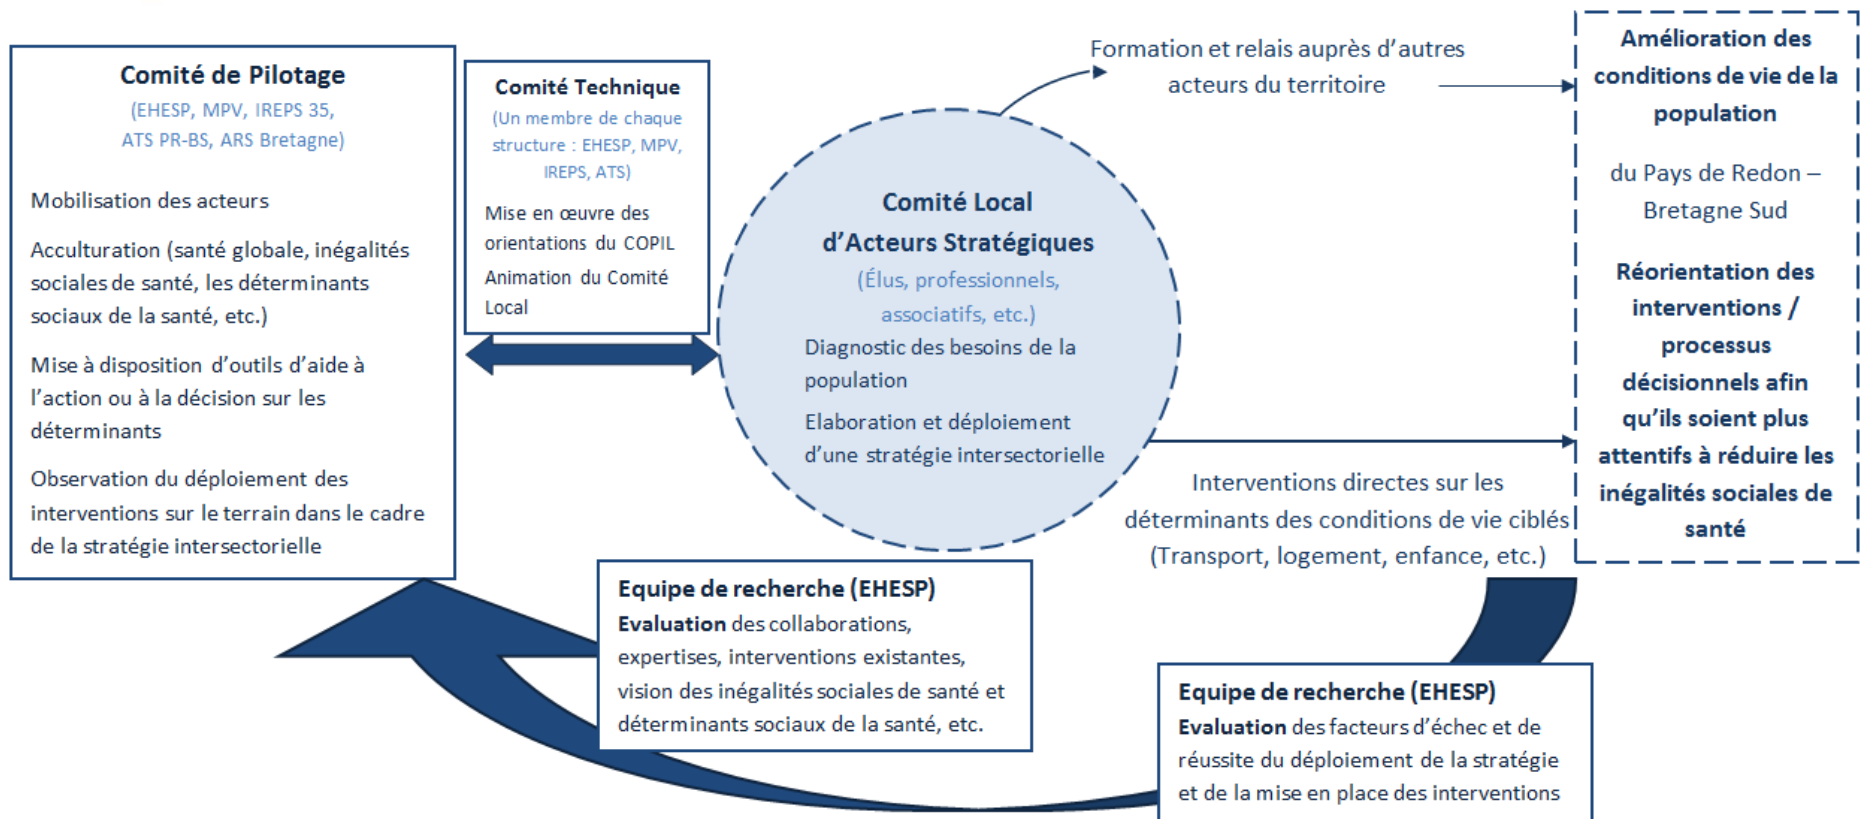 Comité de Pilotage
(EHESP, MPV, IREPS 35,
ATS PR-BS, ARS Bretagne)
Mobilisation des acteurs
Acculturation (santé globale, inégalités
sociales de santé, les déterminants
sociaux de la santé, etc.)
Mise à disposition d'outils d'aide à
l'action ou à la décision sur les
déterminants
Observation du déploiement des
interventions sur le terrain dans le cadre
de la stratégie intersectorielle
Comité Technique
(Un membre de chaque
structure : EHESP, MPV,
IREPS, ATS)
Mise en œuvre des
orientations du COPIL
Animation du Comité
Local
Comité Local
d'Acteurs Stratégiques
(Élus, professionnels,
associatifs, etc.)
Diagnostic des besoins de la
population
Elaboration et déploiement
d'une stratégie intersectorielle
Formation et relais auprès d'autres
acteurs du territoire
Interventions directes sur les
déterminants des conditions de vie ciblés
(Transport, logement, enfance, etc.)
Amélioration des
conditions de vie de la
population
du Pays de Redon –
Bretagne Sud
Réorientation des
interventions /
processus
décisionnels afin
qu'ils soient plus
attentifs à réduire les
inégalités sociales de
santé
Equipe de recherche (EHESP)
Evaluation des collaborations,
expertises, interventions existantes,
vision des inégalités sociales de santé et
déterminants sociaux de la santé, etc.
Equipe de recherche (EHESP)
Evaluation des facteurs d'échec et de
réussite du déploiement de la stratégie
et de la mise en place des interventions